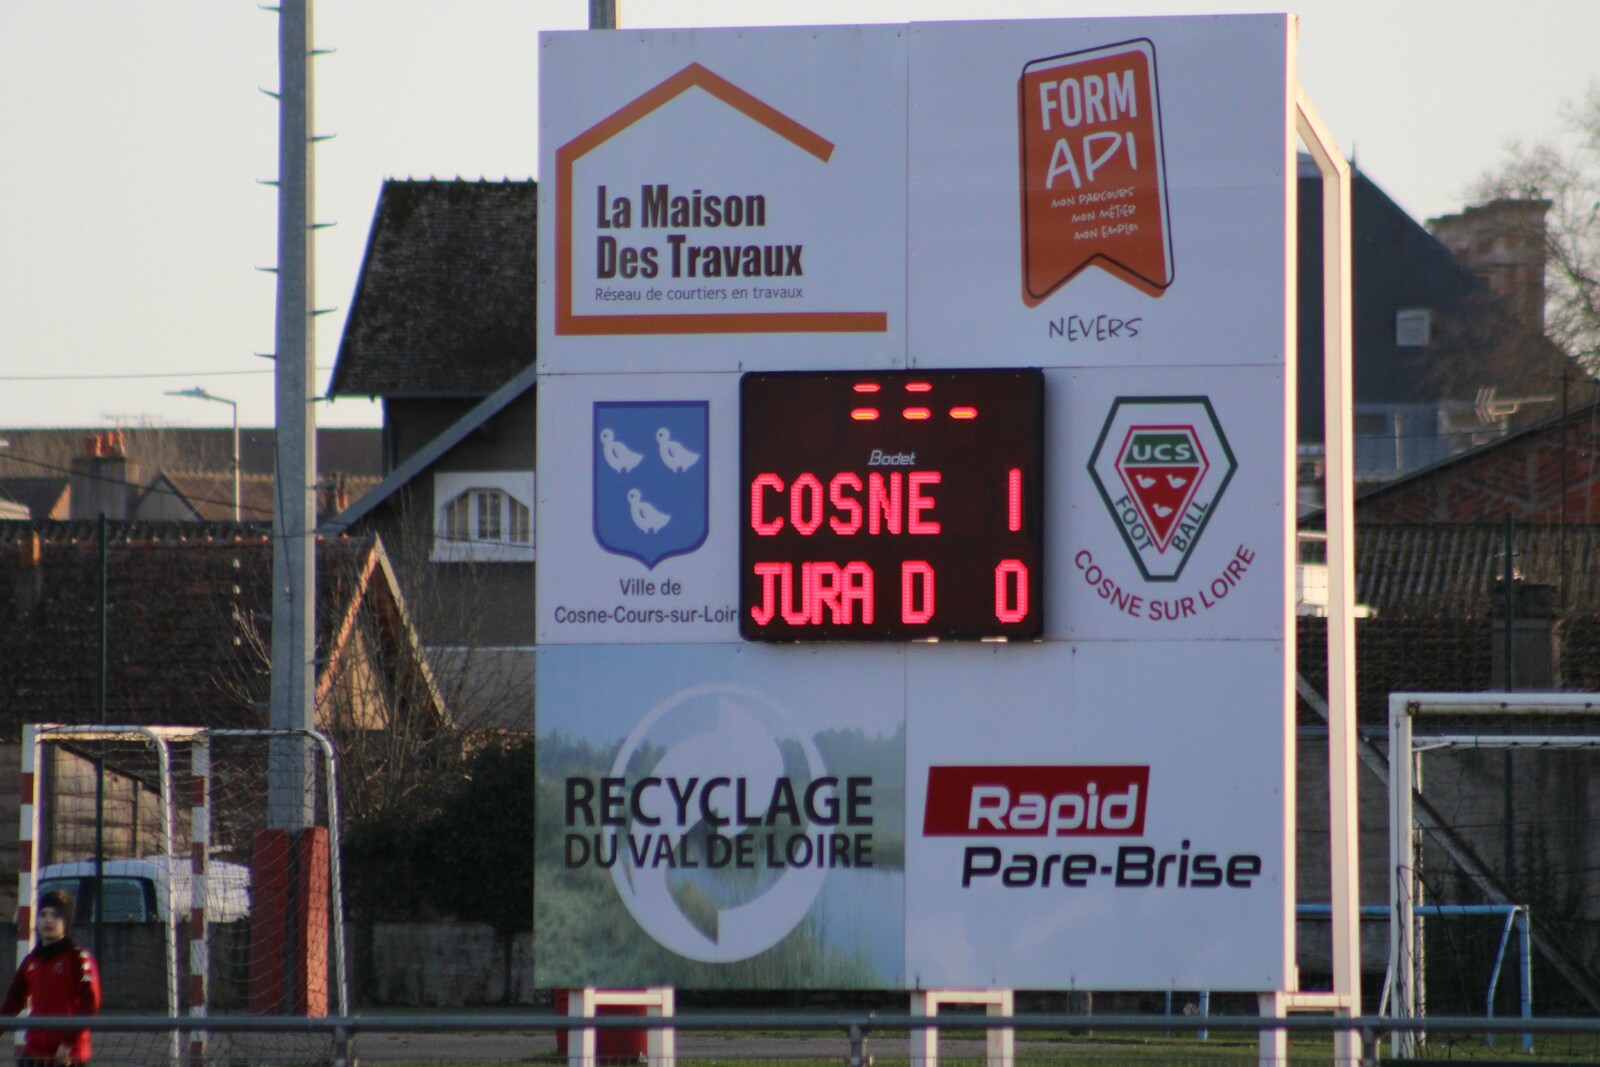 La Maison
Des Travaux
Réseau de courtiers en travaux
FORM
API
MON PARCOURS
MON MÉTIER
MON EMPLOI
NEVERS
Ville de
Cosne-Cours-sur-Loir
Bodet
COSNE 1
JURA D 0
UCS
FOOT BALL
COSNE SUR LOIRE
RECYCLAGE
DU VAL DE LOIRE
Rapid
Pare-Brise